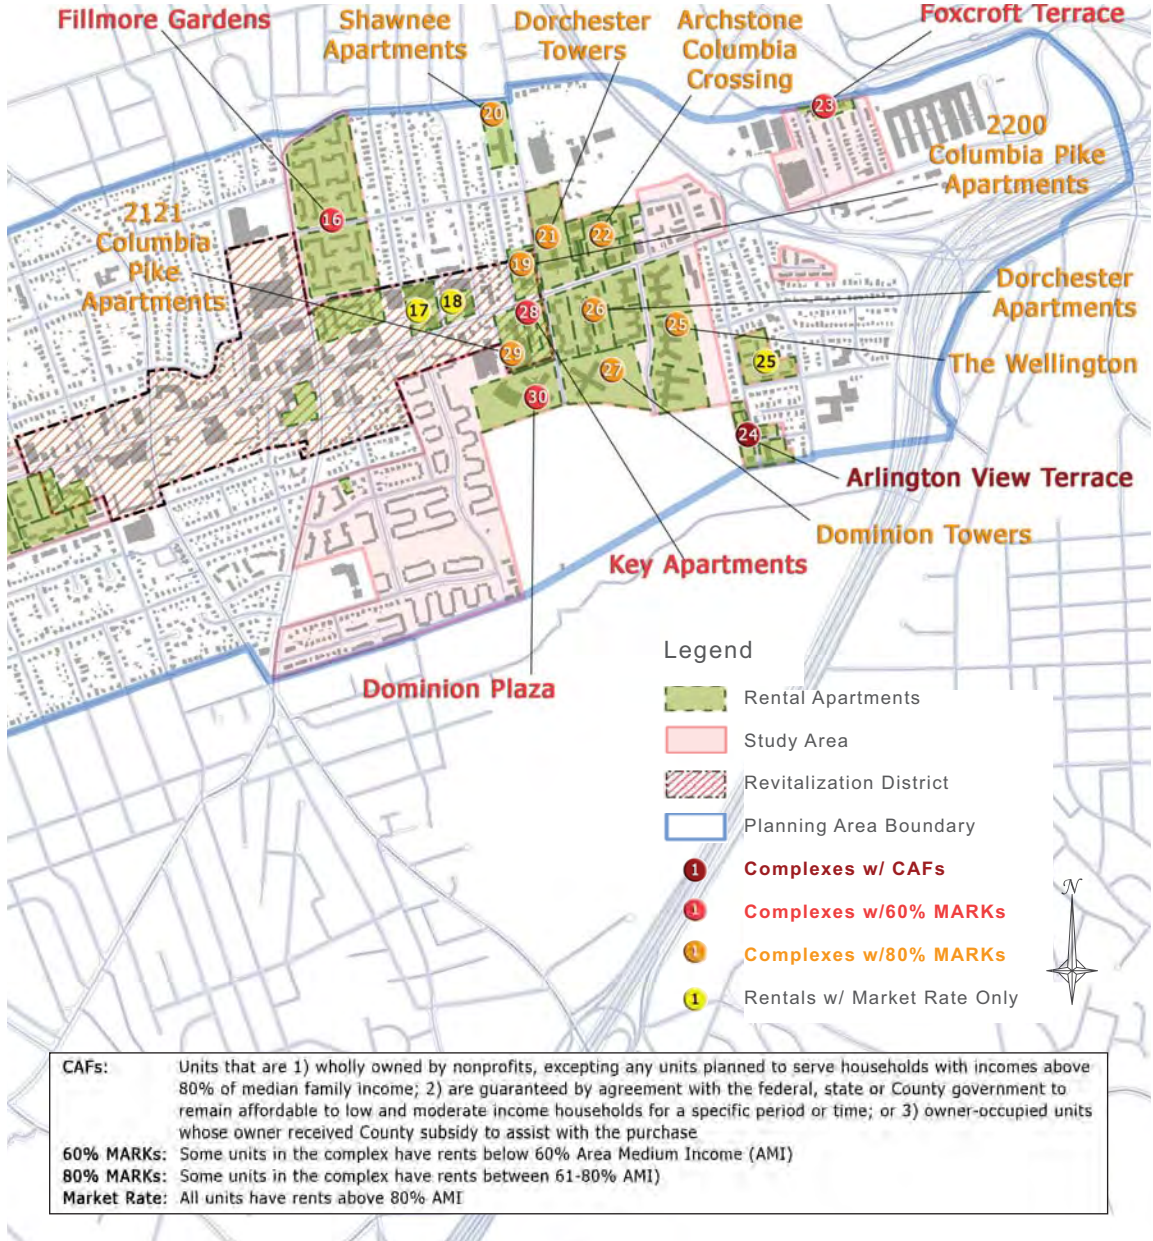 Fillmore Gardens
Shawnee
Apartments
Dorchester
Towers
Archstone
Columbia
Crossing
Foxcroft Terrace
2200
Columbia Pike
Apartments
2121
Columbia
Pike
Apartments
Dorchester
Apartments
The Wellington
Arlington View Terrace
Dominion Towers
Key Apartments
Dominion Plaza
20
23
16
21
22
19
17
18
28
26
25
29
27
25
30
24
Legend
Rental Apartments
Study Area
Revitalization District
Planning Area Boundary
1 Complexes w/ CAFs
1 Complexes w/60% MARKs
1 Complexes w/80% MARKs
1 Rentals w/ Market Rate Only
N
CAFs: Units that are 1) wholly owned by nonprofits, excepting any units planned to serve households with incomes above
80% of median family income; 2) are guaranteed by agreement with the federal, state or County government to
remain affordable to low and moderate income households for a specific period or time; or 3) owner-occupied units
whose owner received County subsidy to assist with the purchase
60% MARKs: Some units in the complex have rents below 60% Area Medium Income (AMI)
80% MARKs: Some units in the complex have rents between 61-80% AMI)
Market Rate: All units have rents above 80% AMI